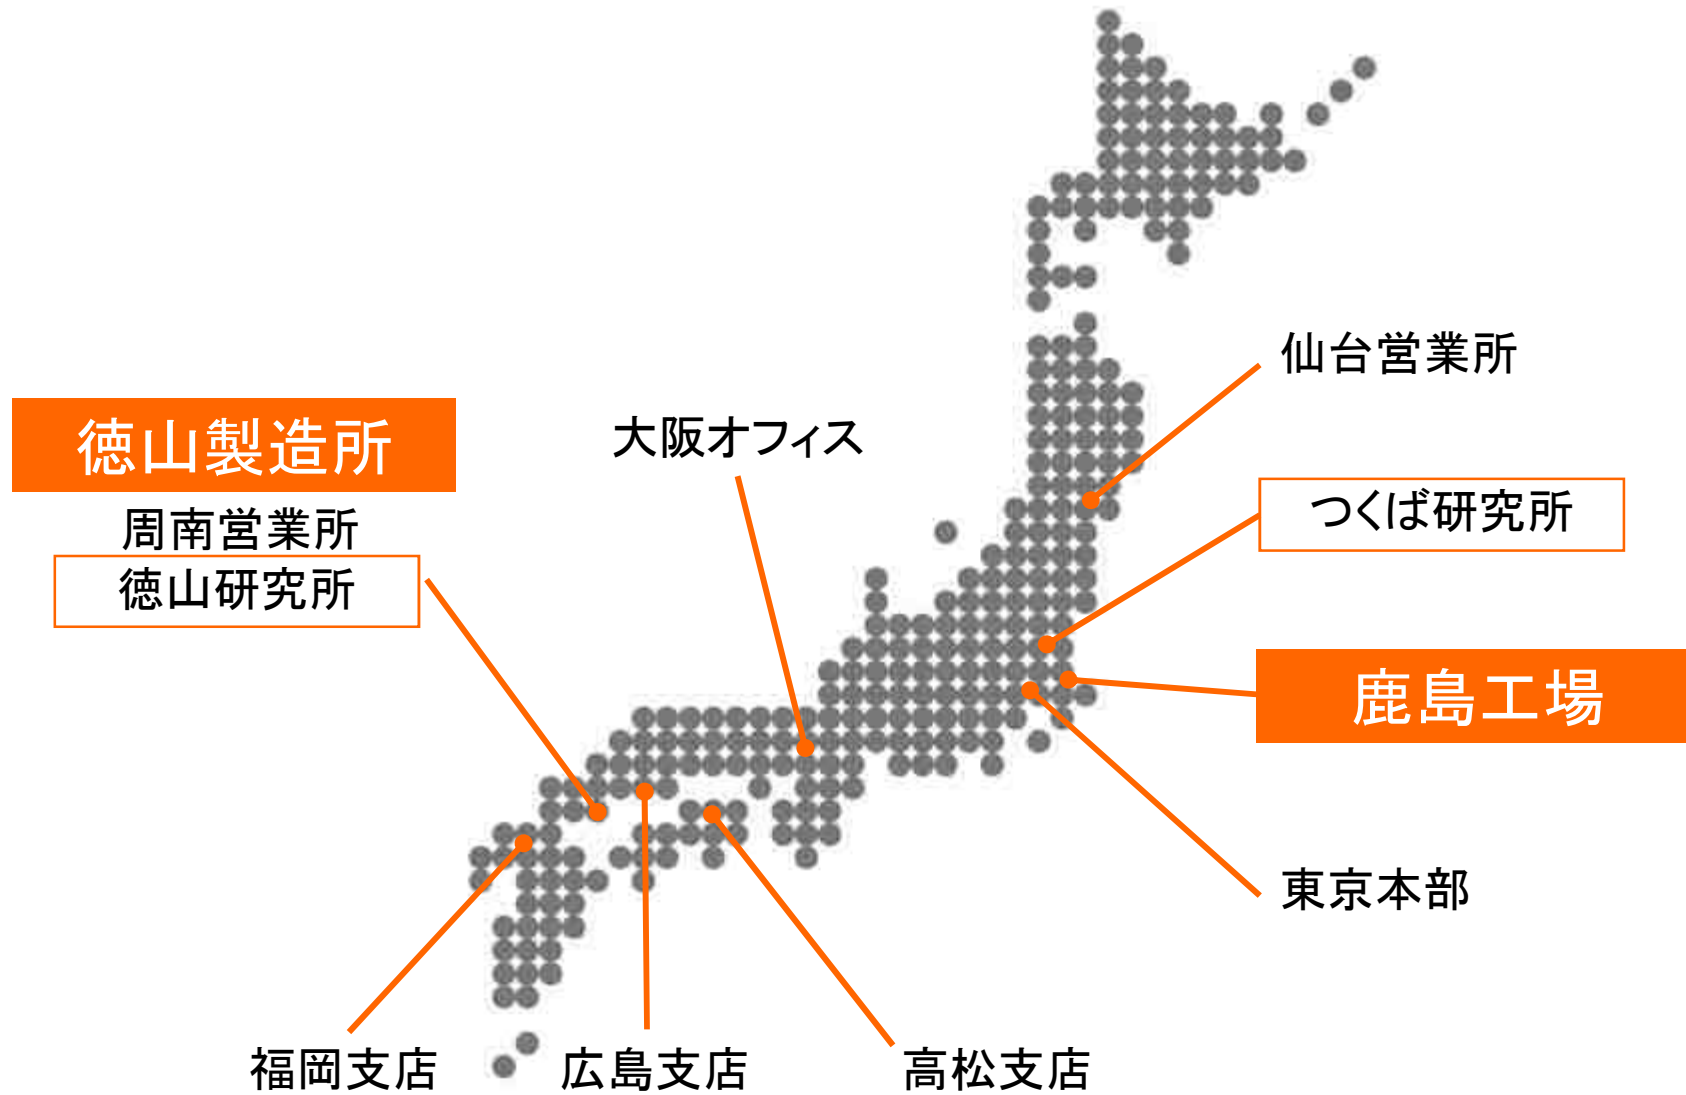 仙台営業所
徳山製造所
大阪オフィス
周南営業所
つくば研究所
徳山研究所
鹿島工場
東京本部
福岡支店
広島支店
高松支店